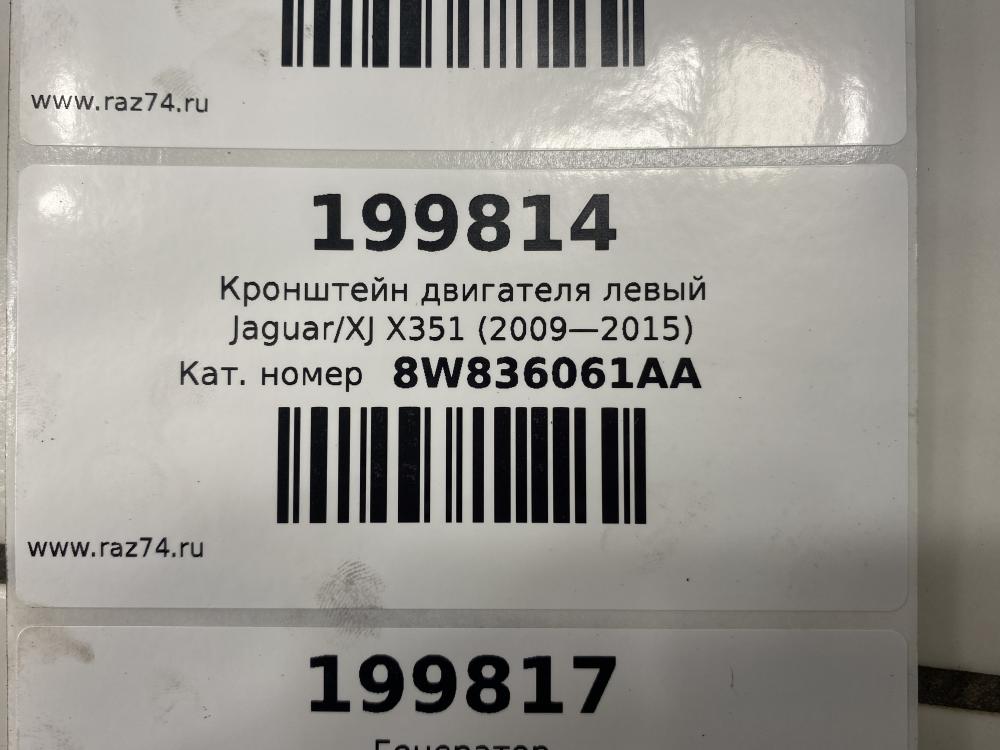 www.raz74.ru
199814
Кронштейн двигателя левый
Jaguar/XJ X351 (2009—2015)
Кат. номер 8W836061AA
www.raz74.ru
199817
Генератор